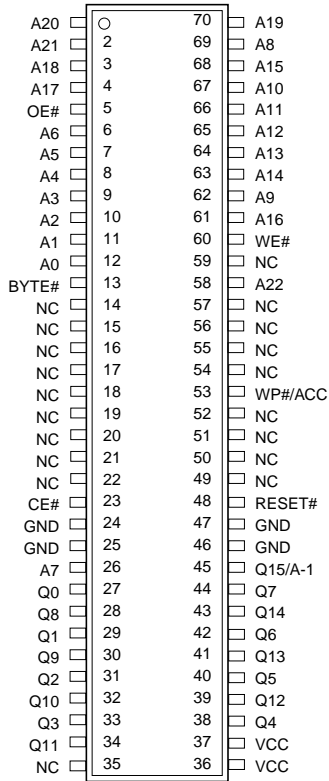 A20 70 A19
A21 2 69 A8
A18 3 68 A15
A17 4 67 A10
OE# 5 66 A11
A6 6 65 A12
A5 7 64 A13
A4 8 63 A14
A3 9 62 A9
A2 10 61 A16
A1 11 60 WE#
A0 12 59 NC
BYTE# 13 58 A22
NC 14 57 NC
NC 15 56 NC
NC 16 55 NC
NC 17 54 NC
NC 18 53 WP#/ACC
NC 19 52 NC
NC 20 51 NC
NC 21 50 NC
NC 22 49 NC
CE# 23 48 RESET#
GND 24 47 GND
GND 25 46 GND
A7 26 45 Q15/A-1
Q0 27 44 Q7
Q8 28 43 Q14
Q1 29 42 Q6
Q9 30 41 Q13
Q2 31 40 Q5
Q10 32 39 Q12
Q3 33 38 Q4
Q11 34 37 VCC
NC 35 36 VCC